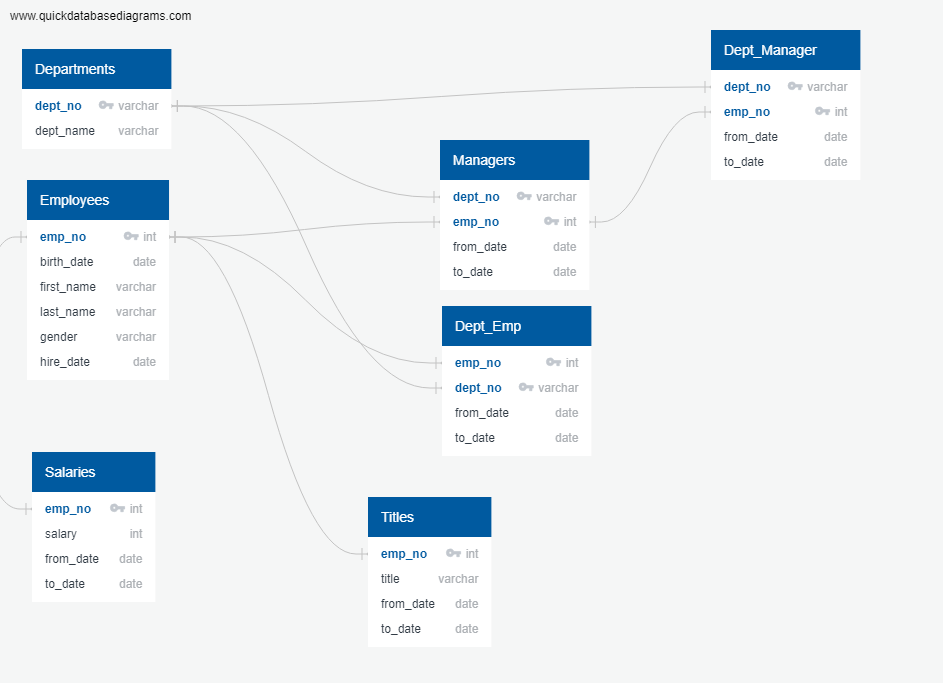 www.quickdatabasediagrams.com
Departments
dept_no varchar
dept_name varchar
Employees
emp_no int
birth_date date
first_name varchar
last_name varchar
gender varchar
hire_date date
Salaries
emp_no int
salary int
from_date date
to_date date
Managers
dept_no varchar
emp_no int
from_date date
to_date date
Dept_Emp
emp_no int
dept_no varchar
from_date date
to_date date
Titles
emp_no int
title varchar
from_date date
to_date date
Dept_Manager
dept_no varchar
emp_no int
from_date date
to_date date